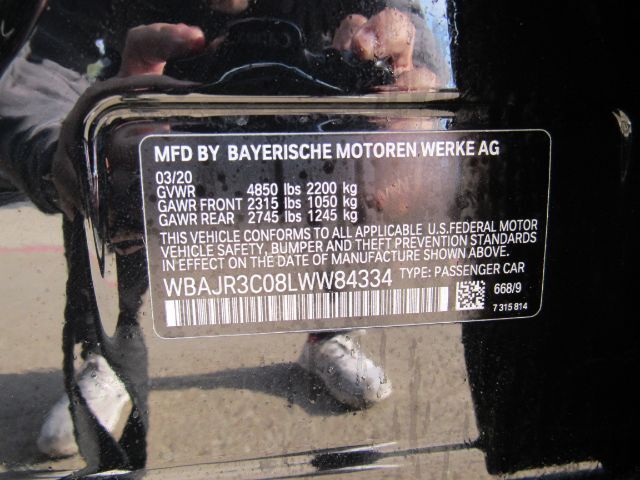 MFD BY BAYERISCHE MOTOREN WERKE AG
03/20
GVWR 4850 lbs 2200 kg
GAWR FRONT 2315 lbs 1050 kg
GAWR REAR 2745 lbs 1245 kg
THIS VEHICLE CONFORMS TO ALL APPLICABLE U.S.FEDERAL MOTOR
VEHICLE SAFETY, BUMPER AND THEFT PREVENTION STANDARDS
IN EFFECT ON THE DATE OF MANUFACTURE SHOWN ABOVE.
WBAJR3C08LWW84334 TYPE: PASSENGER CAR
668/9
7 315 814